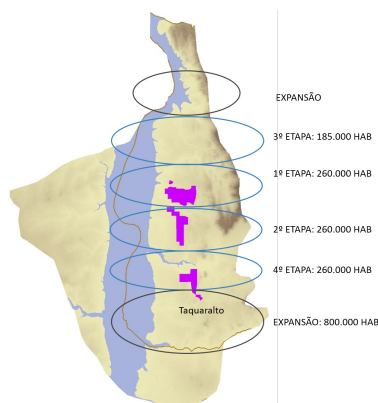 EXPANSÃO
3º ETAPA: 185.000 HAB
1º ETAPA: 260.000 HAB
2º ETAPA: 260.000 HAB
4º ETAPA: 260.000 HAB
Taquaralto
EXPANSÃO: 800.000 HAB